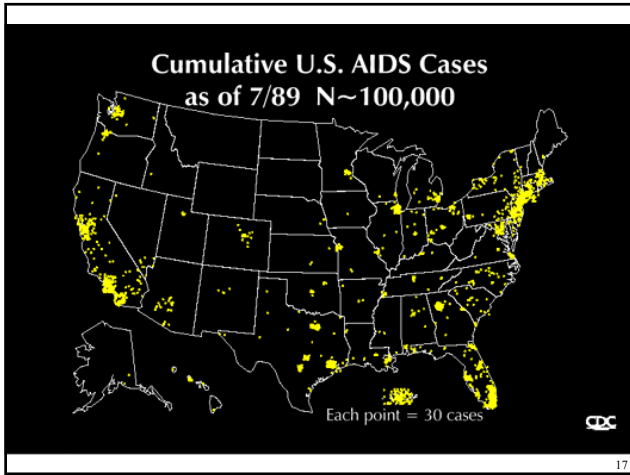 Cumulative U.S. AIDS Cases
as of 7/89 N~100,000
Each point = 30 cases
CDC
17